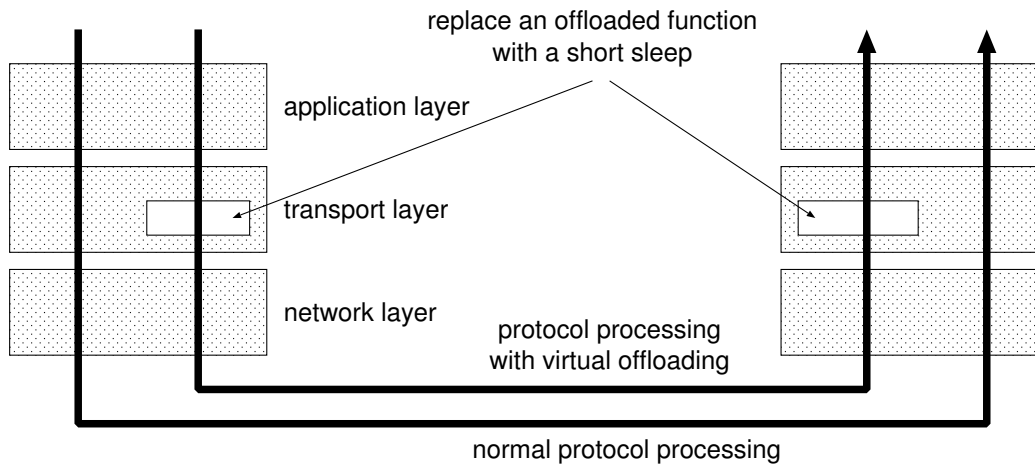 replace an offloaded function
with a short sleep
application layer
transport layer
network layer
protocol processing
with virtual offloading
normal protocol processing